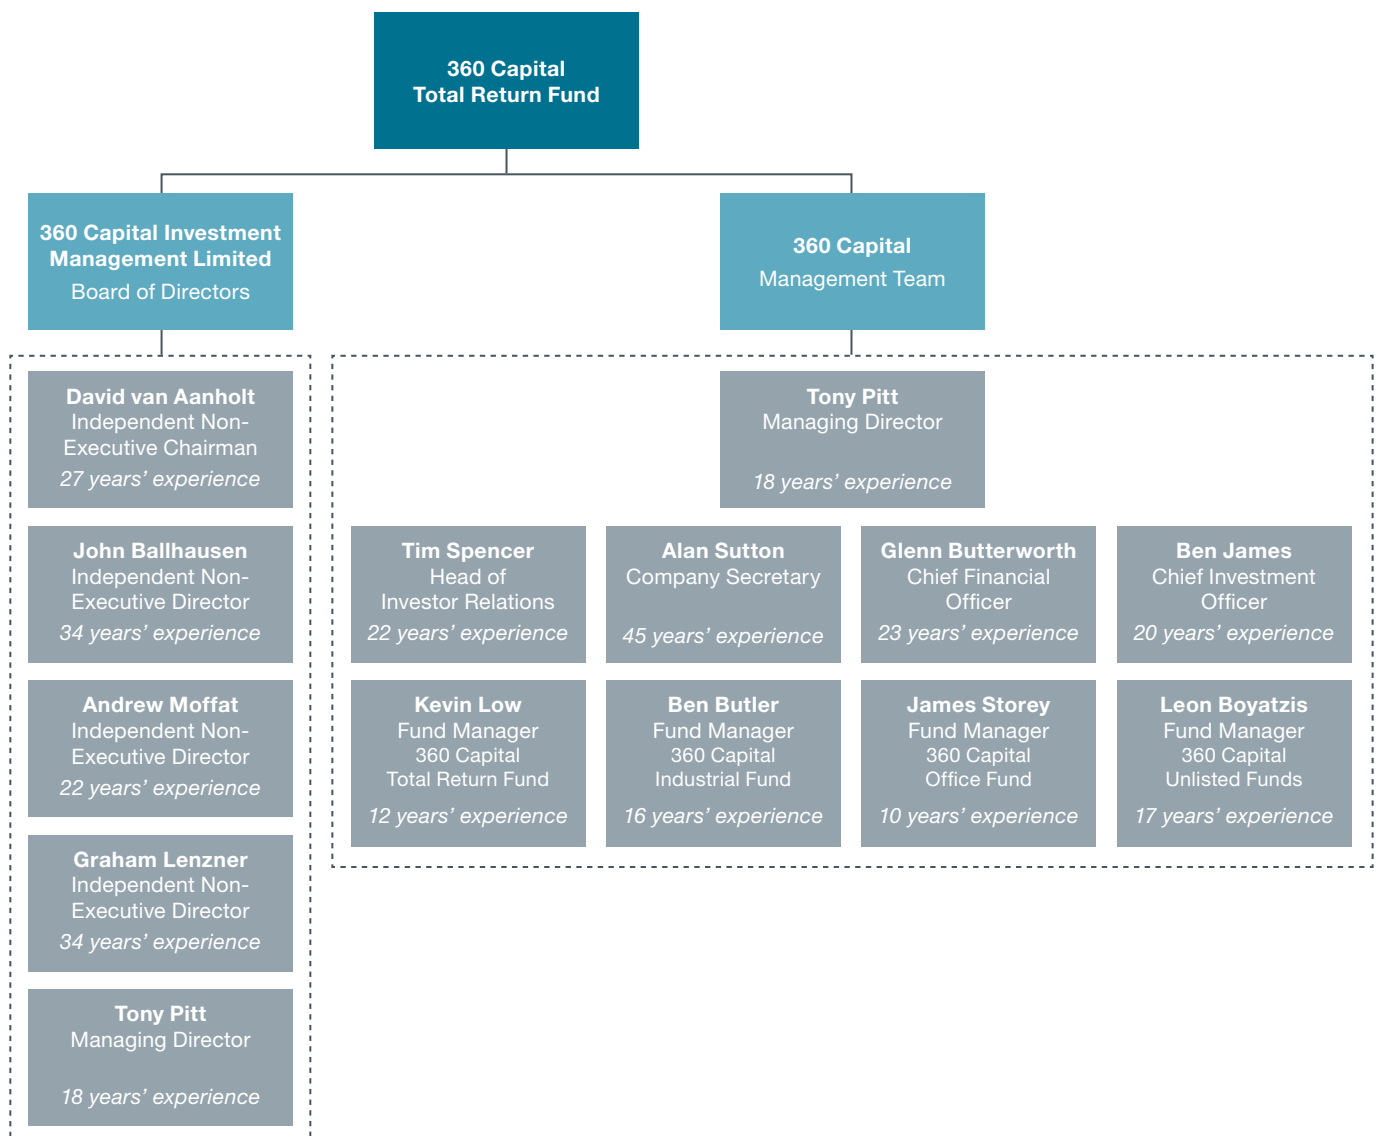 360 Capital
Total Return Fund
360 Capital Investment
Management Limited
Board of Directors
360 Capital
Management Team
David van Aanholt
Independent Non-
Executive Chairman
27 years’ experience
John Ballhausen
Independent Non-
Executive Director
34 years’ experience
Andrew Moffat
Independent Non-
Executive Director
22 years’ experience
Graham Lenzner
Independent Non-
Executive Director
34 years’ experience
Tony Pitt
Managing Director
18 years’ experience
Tony Pitt
Managing Director
18 years’ experience
Tim Spencer
Head of
Investor Relations
22 years’ experience
Alan Sutton
Company Secretary
45 years’ experience
Glenn Butterworth
Chief Financial
Officer
23 years’ experience
Ben James
Chief Investment
Officer
20 years’ experience
Kevin Low
Fund Manager
360 Capital
Total Return Fund
12 years’ experience
Ben Butler
Fund Manager
360 Capital
Industrial Fund
16 years’ experience
James Storey
Fund Manager
360 Capital
Office Fund
10 years’ experience
Leon Boyatzis
Fund Manager
360 Capital
Unlisted Funds
17 years’ experience